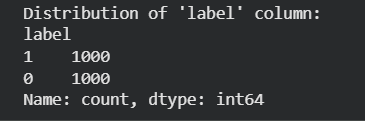 Distribution of 'label' column:
label
1    1000
0    1000
Name: count, dtype: int64